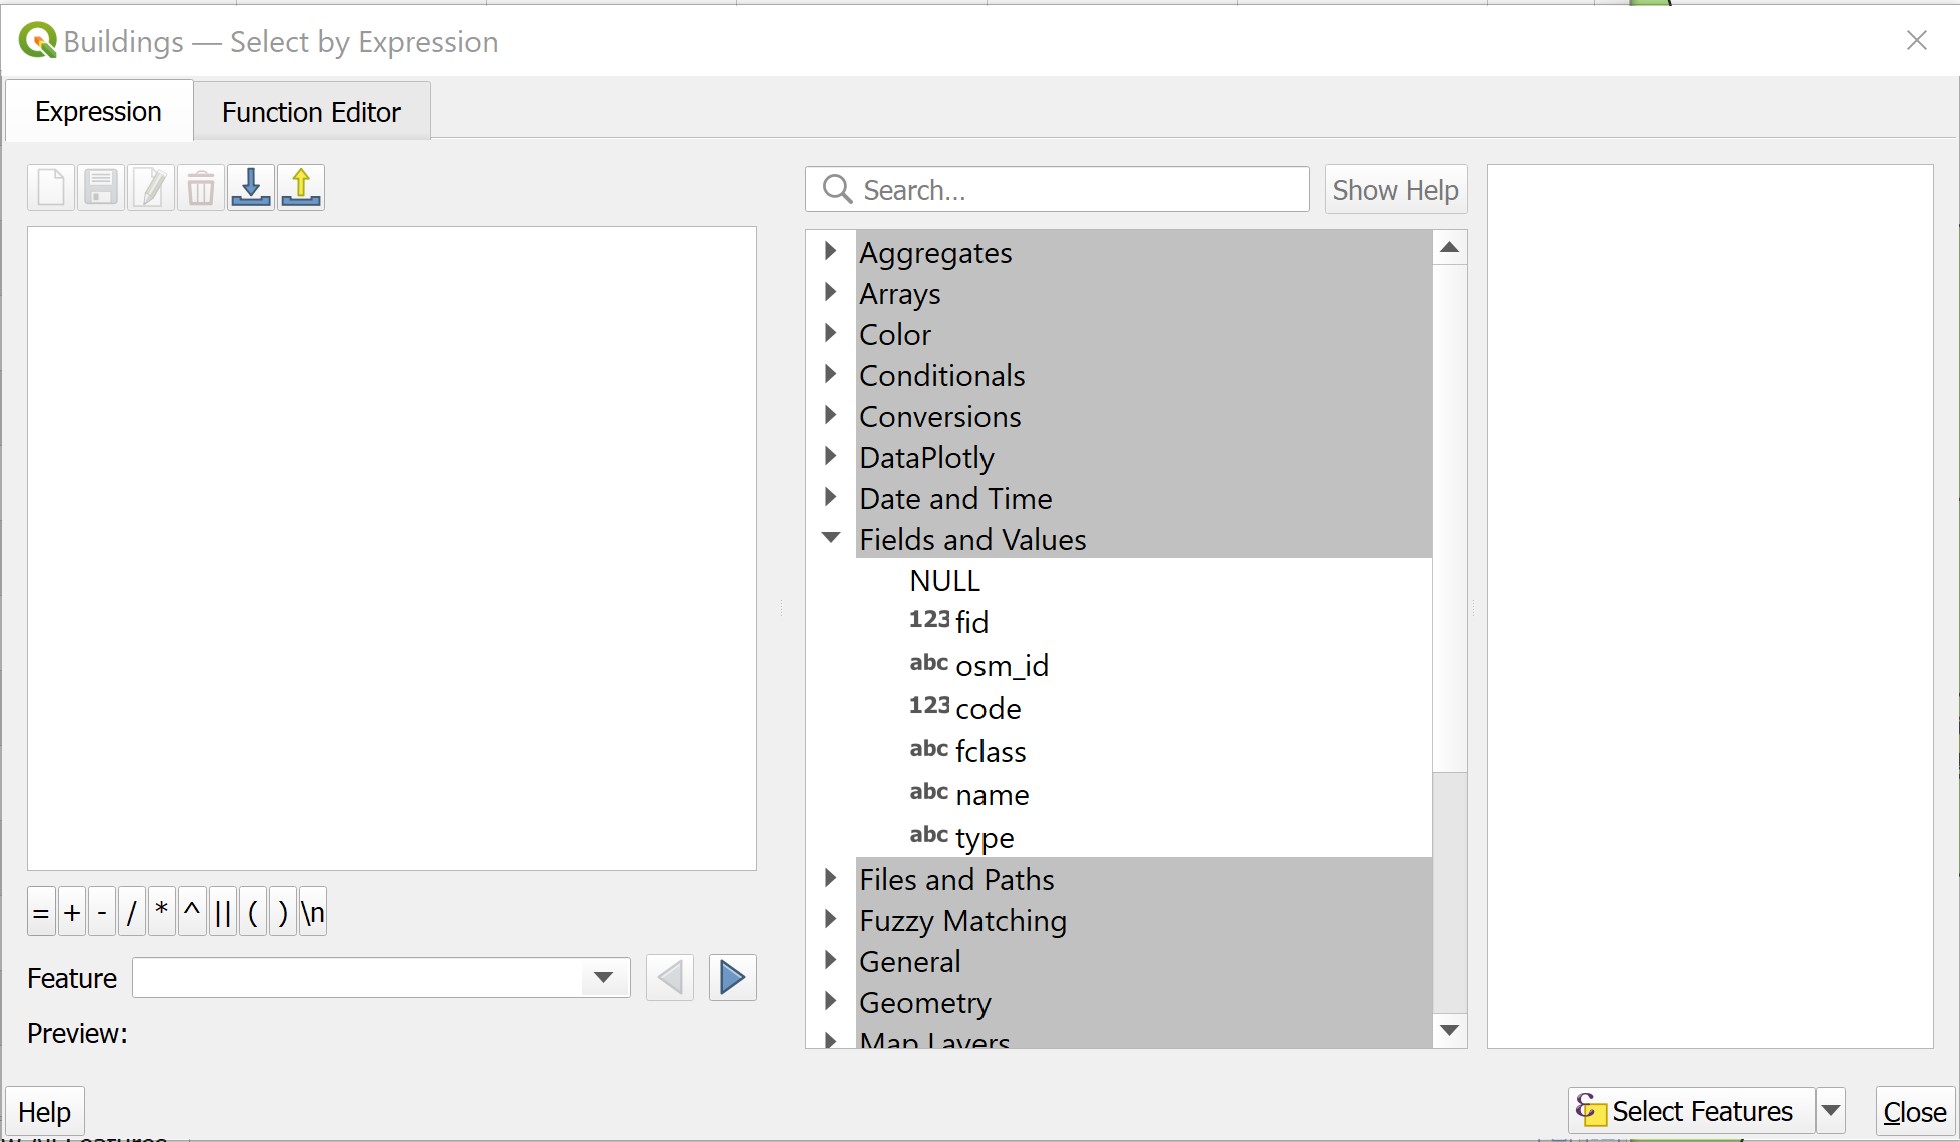 Buildings — Select by Expression
Expression
Function Editor
Search...
Show Help
Aggregates
Arrays
Color
Conditionals
Conversions
DataPlotly
Date and Time
Fields and Values
NULL
123 fid
abc osm_id
123 code
abc fclass
abc name
abc type
Files and Paths
Fuzzy Matching
General
Geometry
Map Layers
= + - / * ^ || ( ) \n
Feature
Preview:
Help
ε Select Features
Close